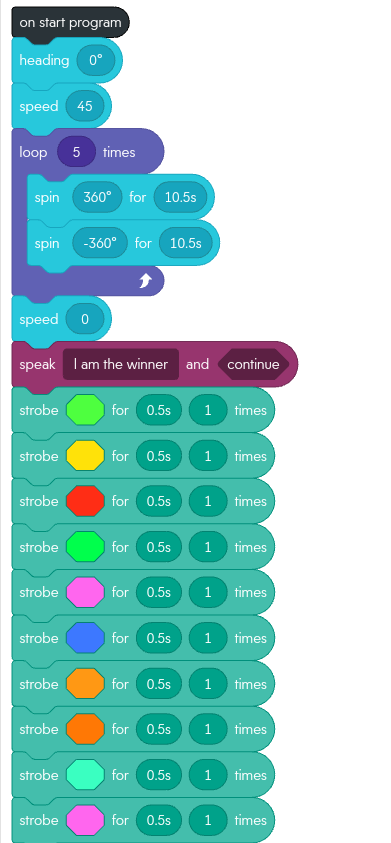 on start program
heading 0°
speed 45
loop 5 times
spin 360° for 10.5s
spin -360° for 10.5s
speed 0
speak I am the winner and continue
strobe for 0.5s 1 times
strobe for 0.5s 1 times
strobe for 0.5s 1 times
strobe for 0.5s 1 times
strobe for 0.5s 1 times
strobe for 0.5s 1 times
strobe for 0.5s 1 times
strobe for 0.5s 1 times
strobe for 0.5s 1 times
strobe for 0.5s 1 times